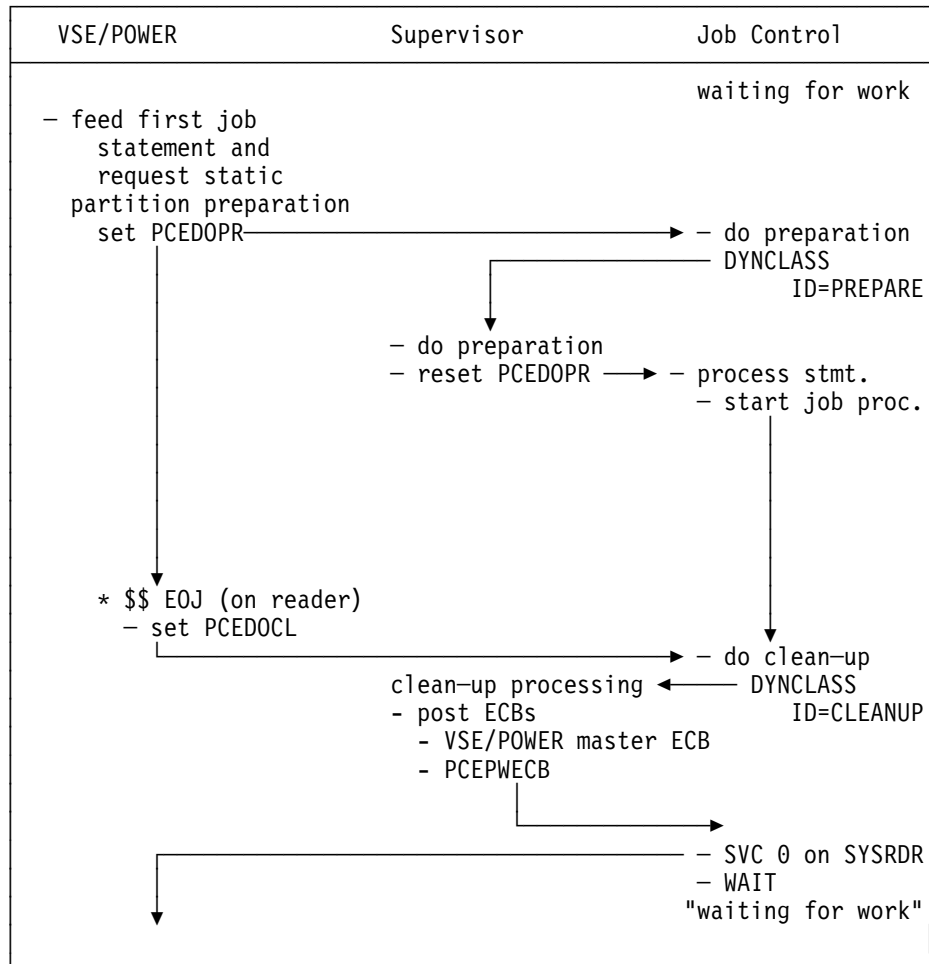 VSE/POWER Supervisor Job Control
waiting for work
— feed first job
statement and
request static
partition preparation
set PCEDOPR — do preparation
DYNCLASS
ID=PREPARE
— do preparation
— reset PCEDOPR — process stmt.
— start job proc.
* $$ EOJ (on reader)
— set PCEDOCL
— do clean—up
clean—up processing DYNCLASS
- post ECBs ID=CLEANUP
- VSE/POWER master ECB
- PCEPWECB
— SVC 0 on SYSRDR
— WAIT
"waiting for work"